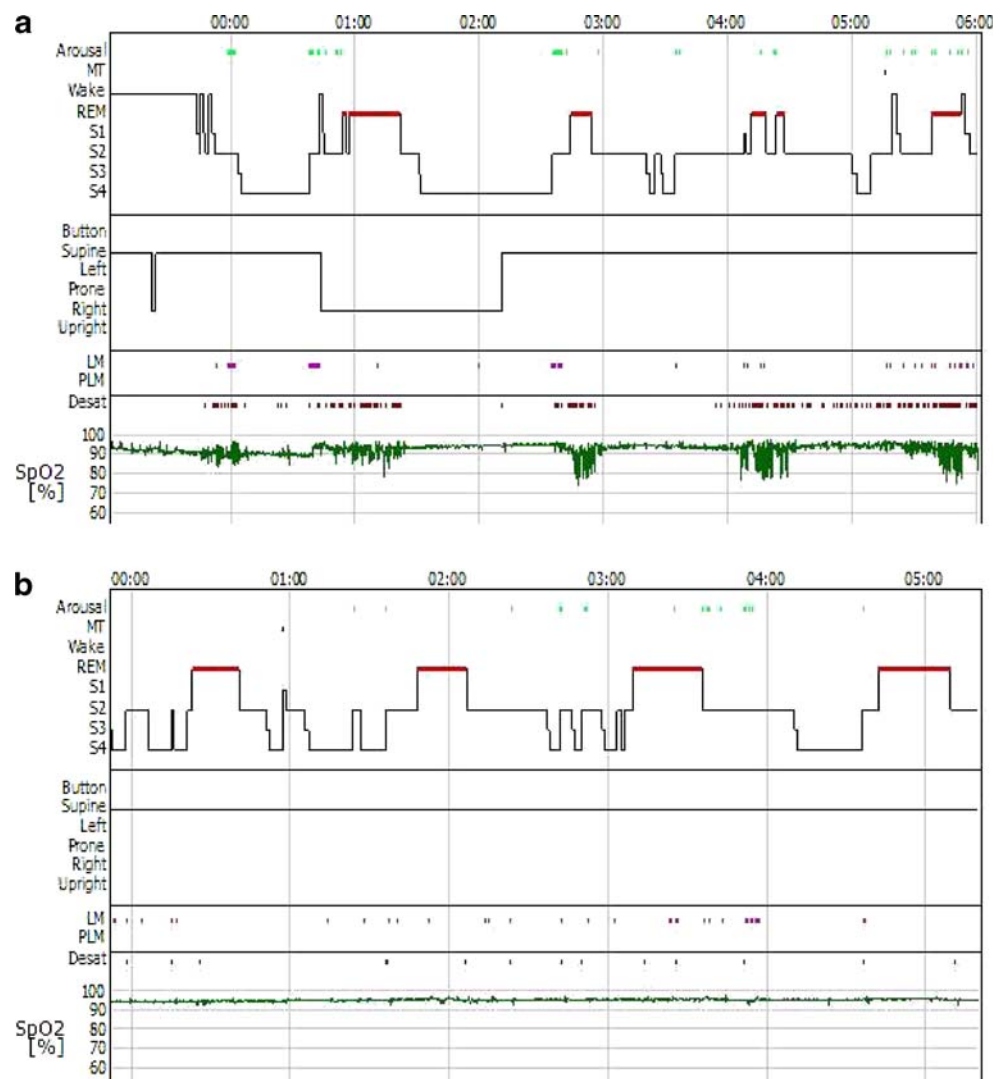 a
00:00 01:00 02:00 03:00 04:00 05:00 06:00
Arousal
MT
Wake
REM
S1
S2
S3
S4
Button
Supine
Left
Prone
Right
Upright
LM
PLM
Desat
100
90
80
70
60
SpO2
[%]
b
00:00 01:00 02:00 03:00 04:00 05:00
Arousal
MT
Wake
REM
S1
S2
S3
S4
Button
Supine
Left
Prone
Right
Upright
LM
PLM
Desat
100
90
80
70
60
SpO2
[%]